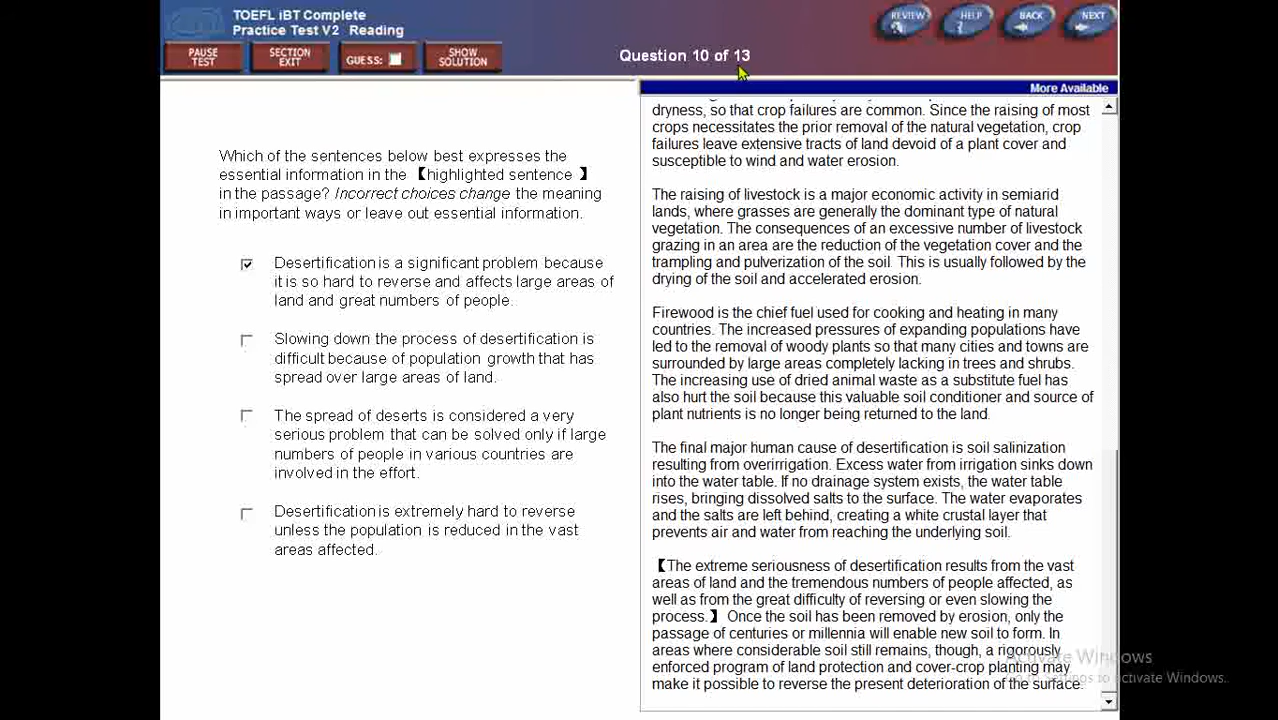 TOEFL iBT Complete
Practice Test V2 Reading
REVIEW
HELP
BACK
NEXT
PAUSE
TEST
SECTION
EXIT
GUESS:
SHOW
SOLUTION
Question 10 of 13
More Available
Which of the sentences below best expresses the
essential information in the 【highlighted sentence 】
in the passage? Incorrect choices change the meaning
in important ways or leave out essential information.
Desertification is a significant problem because
it is so hard to reverse and affects large areas of
land and great numbers of people.
Slowing down the process of desertification is
difficult because of population growth that has
spread over large areas of land.
The spread of deserts is considered a very
serious problem that can be solved only if large
numbers of people in various countries are
involved in the effort.
Desertification is extremely hard to reverse
unless the population is reduced in the vast
areas affected.
dryness, so that crop failures are common. Since the raising of most
crops necessitates the prior removal of the natural vegetation, crop
failures leave extensive tracts of land devoid of a plant cover and
susceptible to wind and water erosion.
The raising of livestock is a major economic activity in semiarid
lands, where grasses are generally the dominant type of natural
vegetation. The consequences of an excessive number of livestock
grazing in an area are the reduction of the vegetation cover and the
trampling and pulverization of the soil. This is usually followed by the
drying of the soil and accelerated erosion.
Firewood is the chief fuel used for cooking and heating in many
countries. The increased pressures of expanding populations have
led to the removal of woody plants so that many cities and towns are
surrounded by large areas completely lacking in trees and shrubs.
The increasing use of dried animal waste as a substitute fuel has
also hurt the soil because this valuable soil conditioner and source of
plant nutrients is no longer being returned to the land.
The final major human cause of desertification is soil salinization
resulting from overirrigation. Excess water from irrigation sinks down
into the water table. If no drainage system exists, the water table
rises, bringing dissolved salts to the surface. The water evaporates
and the salts are left behind, creating a white crustal layer that
prevents air and water from reaching the underlying soil.
【The extreme seriousness of desertification results from the vast
areas of land and the tremendous numbers of people affected, as
well as from the great difficulty of reversing or even slowing the
process.】 Once the soil has been removed by erosion, only the
passage of centuries or millennia will enable new soil to form. In
areas where considerable soil still remains, though, a rigorously
enforced program of land protection and cover-crop planting may
make it possible to reverse the present deterioration of the surface.
Activate Windows
Go to Settings to activate Windows.